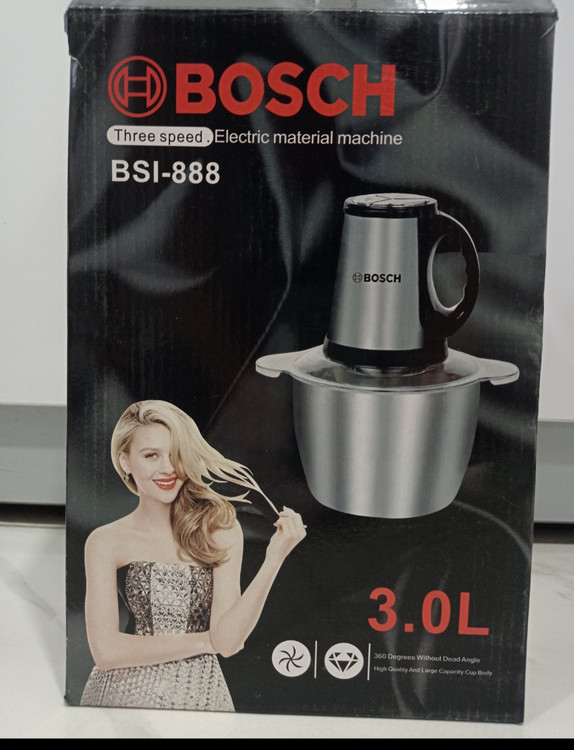 BOSCH
Three speed. Electric material machine
BSI-888
BOSCH
3.0L
360 Degrees Without Dead Angle
High Quality And Large Capacity Cup Body